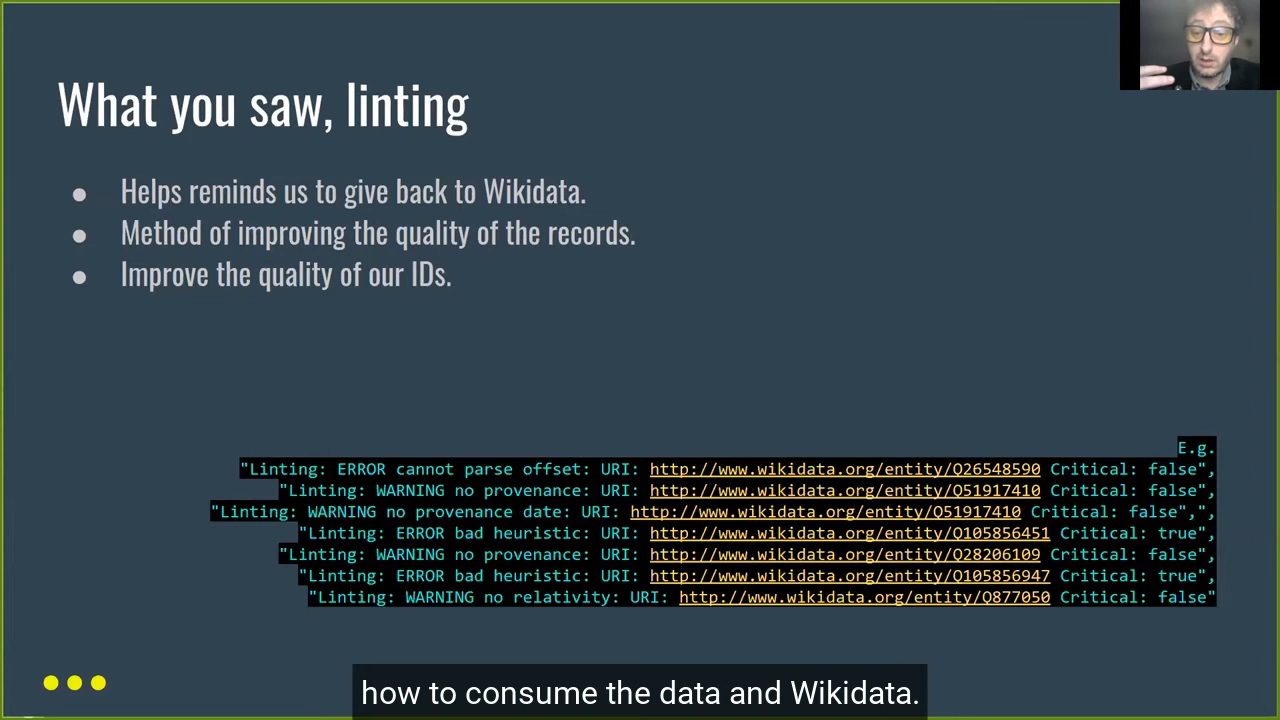 What you saw, linting
● Helps reminds us to give back to Wikidata.
● Method of improving the quality of the records.
● Improve the quality of our IDs.
E.g.
"Linting: ERROR cannot parse offset: URI: http://www.wikidata.org/entity/Q26548590 Critical: false",
"Linting: WARNING no provenance: URI: http://www.wikidata.org/entity/Q51917410 Critical: false",
"Linting: WARNING no provenance date: URI: http://www.wikidata.org/entity/Q51917410 Critical: false",",
"Linting: ERROR bad heuristic: URI: http://www.wikidata.org/entity/Q105856451 Critical: true",
"Linting: WARNING no provenance: URI: http://www.wikidata.org/entity/Q28206109 Critical: false",
"Linting: ERROR bad heuristic: URI: http://www.wikidata.org/entity/Q105856947 Critical: true",
"Linting: WARNING no relativity: URI: http://www.wikidata.org/entity/Q877050 Critical: false"
how to consume the data and Wikidata.